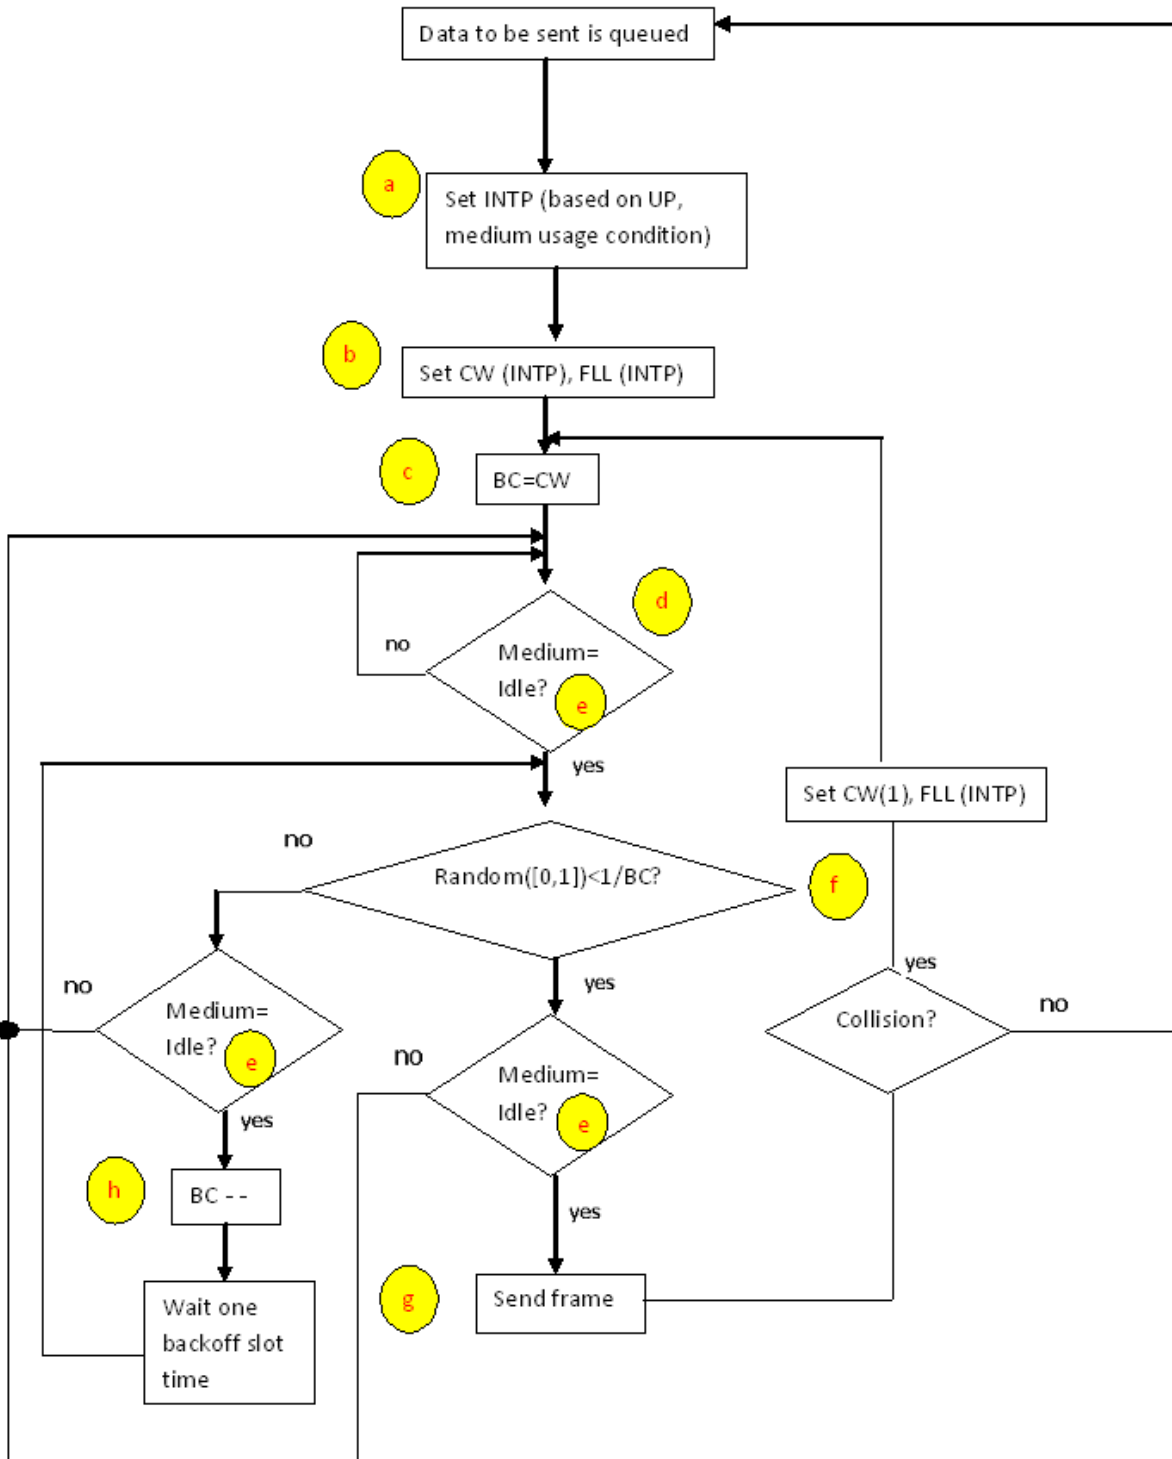 Data to be sent is queued
a
Set INTP (based on UP,
medium usage condition)
b
Set CW (INTP), FLL (INTP)
c
BC=CW
d
no
Medium=
Idle?
e
yes
Set CW(1), FLL (INTP)
no
Random([0,1])<1/BC?
f
yes
yes
no
Medium=
Idle?
e
no
Medium=
Idle?
e
Collision?
no
yes
h
BC - -
yes
g
Send frame
Wait one
backoff slot
time